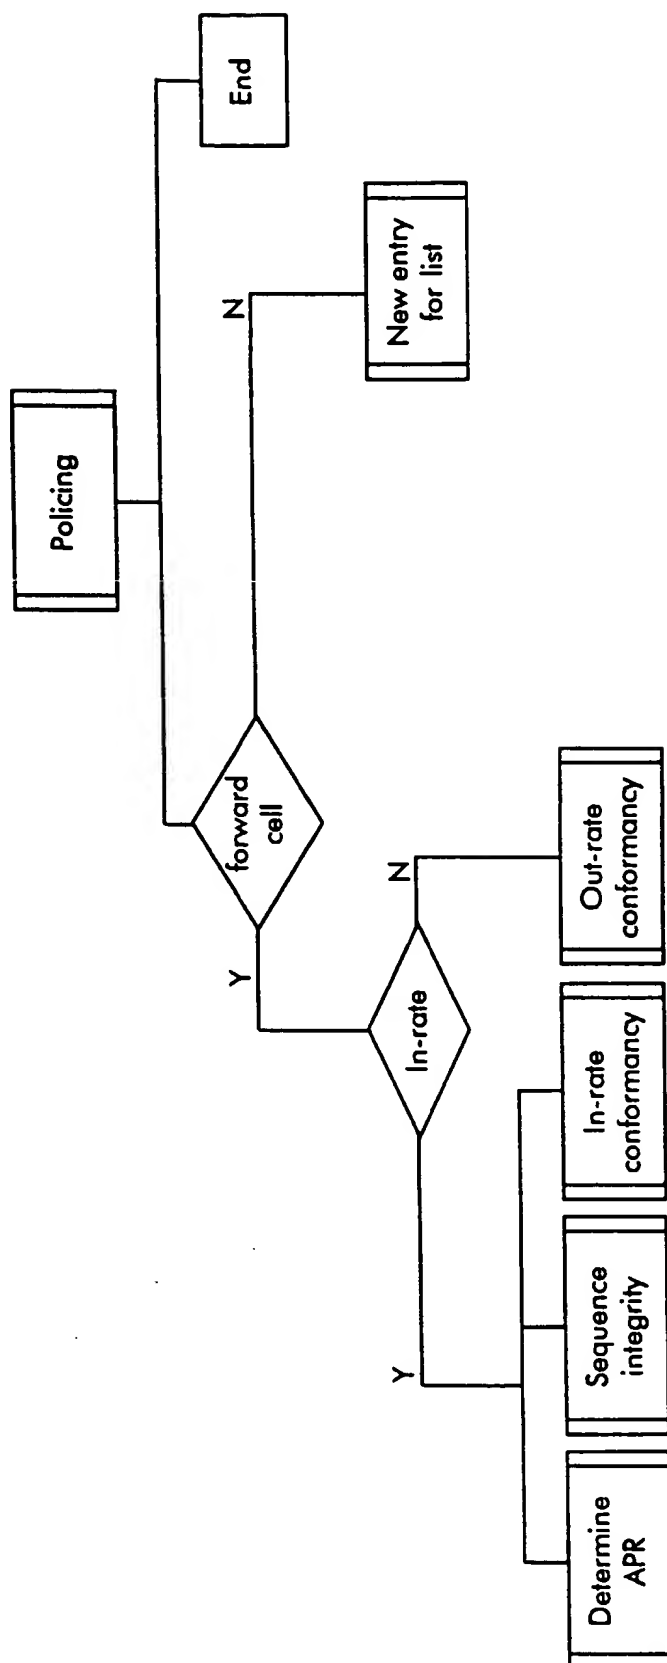 Policing
End
forward
cell
Y
N
New entry
for list
In-rate
Y
N
Determine
APR
Sequence
integrity
In-rate
conformancy
Out-rate
conformancy